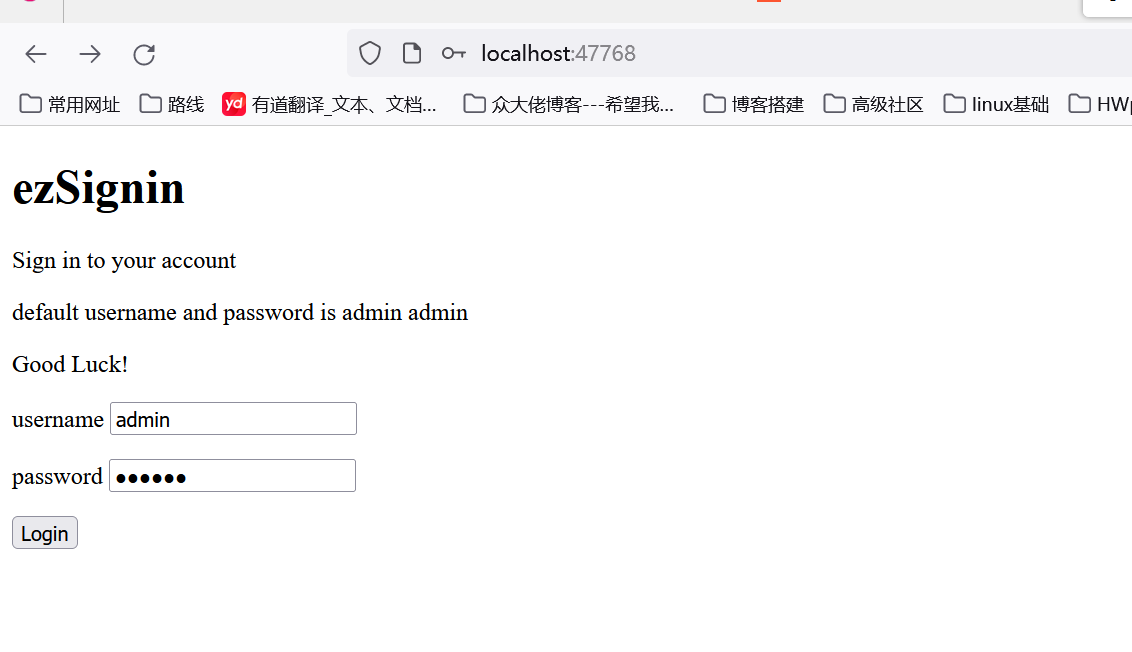 localhost:47768
常用网址 路线 yd 有道翻译_文本、文档... 众大佬博客---希望我... 博客搭建 高级社区 linux基础
ezSignin
Sign in to your account
default username and password is admin admin
Good Luck!
username admin
password ●●●●●●
Login